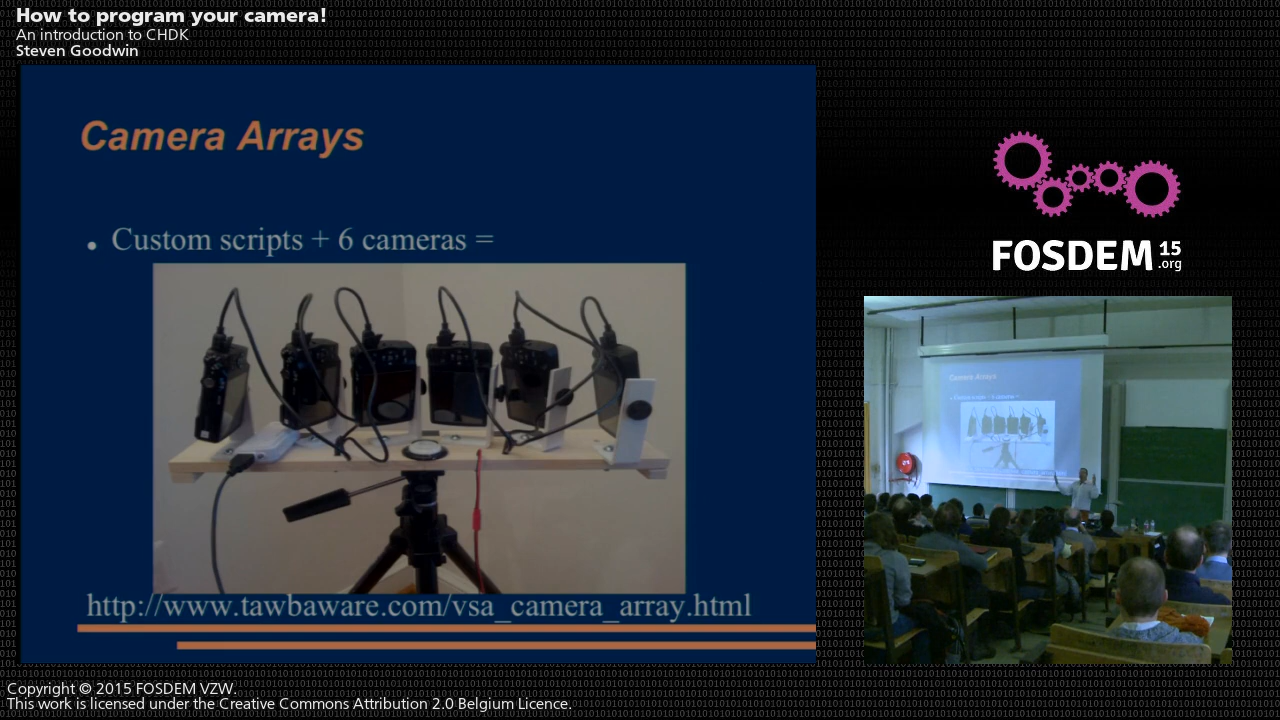 How to program your camera!
An introduction to CHDK
Steven Goodwin
Camera Arrays
• Custom scripts + 6 cameras =
http://www.tawbaware.com/vsa_camera_array.html
FOSDEM 15
.org
Camera Arrays
Copyright © 2015 FOSDEM VZW.
This work is licensed under the Creative Commons Attribution 2.0 Belgium Licence.